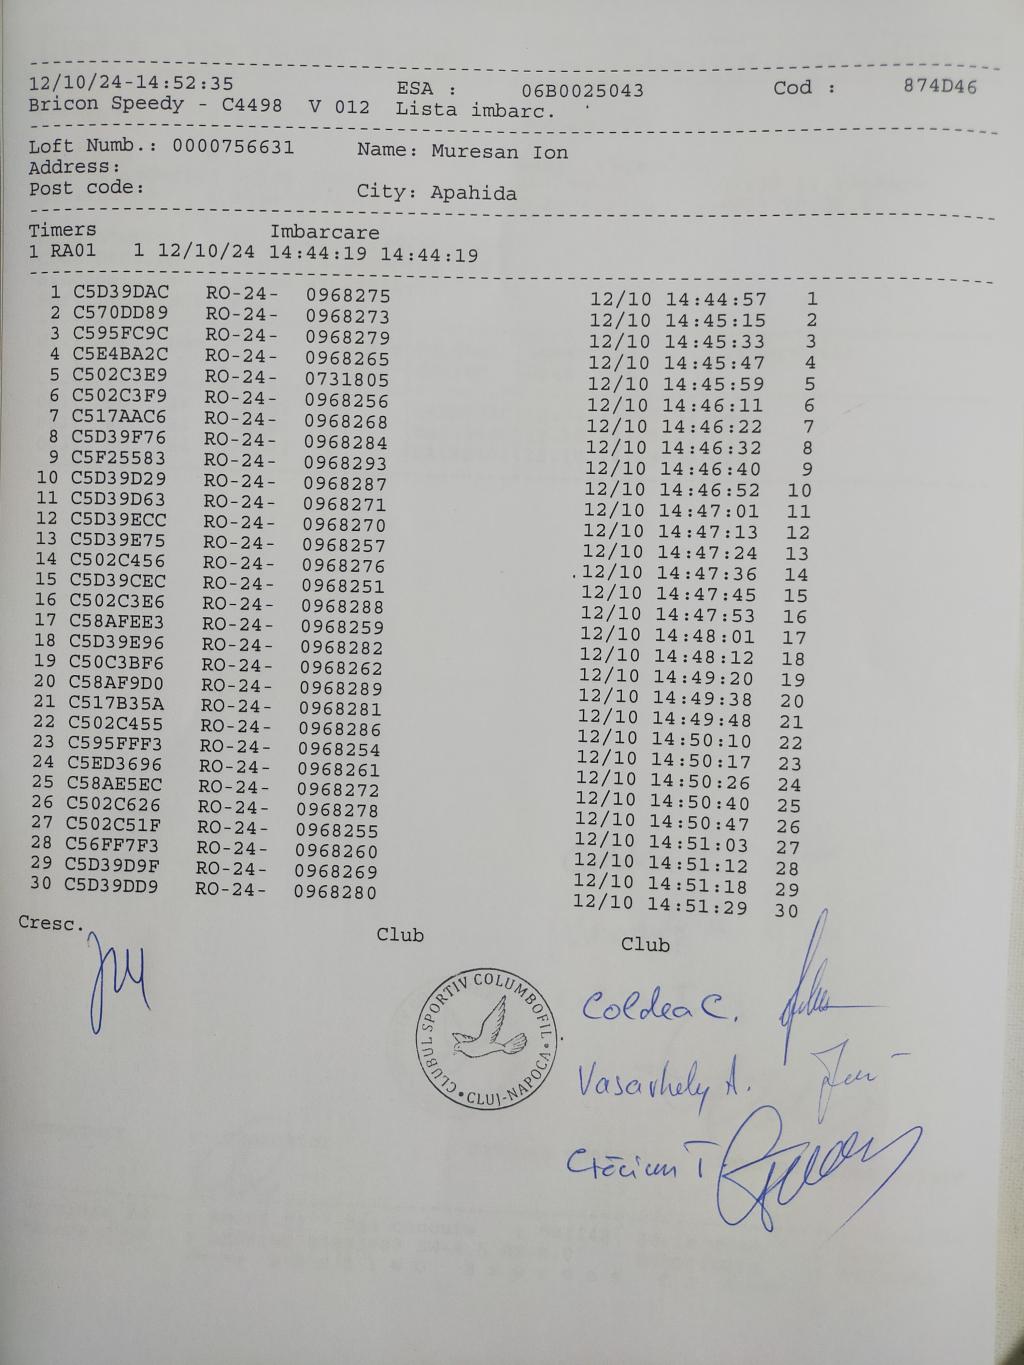 12/10/24-14:52:35 ESA : 06B0025043 Cod : 874D46
Bricon Speedy - C4498 V 012 Lista imbarc.
Loft Numb.: 0000756631 Name: Muresan Ion
Address:
Post code: City: Apahida
Timers Imbarcare
1 RA01 1 12/10/24 14:44:19 14:44:19
1 C5D39DAC RO-24- 0968275 12/10 14:44:57 1
2 C570DD89 RO-24- 0968273 12/10 14:45:15 2
3 C595FC9C RO-24- 0968279 12/10 14:45:33 3
4 C5E4BA2C RO-24- 0968265 12/10 14:45:47 4
5 C502C3E9 RO-24- 0731805 12/10 14:45:59 5
6 C502C3F9 RO-24- 0968256 12/10 14:46:11 6
7 C517AAC6 RO-24- 0968268 12/10 14:46:22 7
8 C5D39F76 RO-24- 0968284 12/10 14:46:32 8
9 C5F25583 RO-24- 0968293 12/10 14:46:40 9
10 C5D39D29 RO-24- 0968287 12/10 14:46:52 10
11 C5D39D63 RO-24- 0968271 12/10 14:47:01 11
12 C5D39ECC RO-24- 0968270 12/10 14:47:13 12
13 C5D39E75 RO-24- 0968257 12/10 14:47:24 13
14 C502C456 RO-24- 0968276 12/10 14:47:36 14
15 C5D39CEC RO-24- 0968251 12/10 14:47:45 15
16 C502C3E6 RO-24- 0968288 12/10 14:47:53 16
17 C58AFEE3 RO-24- 0968259 12/10 14:48:01 17
18 C5D39E96 RO-24- 0968282 12/10 14:48:12 18
19 C50C3BF6 RO-24- 0968262 12/10 14:49:20 19
20 C58AF9D0 RO-24- 0968289 12/10 14:49:38 20
21 C517B35A RO-24- 0968281 12/10 14:49:48 21
22 C502C455 RO-24- 0968286 12/10 14:50:10 22
23 C595FFF3 RO-24- 0968254 12/10 14:50:17 23
24 C5ED3696 RO-24- 0968261 12/10 14:50:26 24
25 C58AE5EC RO-24- 0968272 12/10 14:50:40 25
26 C502C626 RO-24- 0968278 12/10 14:50:47 26
27 C502C51F RO-24- 0968255 12/10 14:51:03 27
28 C56FF7F3 RO-24- 0968260 12/10 14:51:12 28
29 C5D39D9F RO-24- 0968269 12/10 14:51:18 29
30 C5D39DD9 RO-24- 0968280 12/10 14:51:29 30
Cresc. Club Club
CLUBUL SPORTIV COLUMBOFIL • CLUJ-NAPOCA •
Coldea C.
Vasarhely A.
Crăciun T